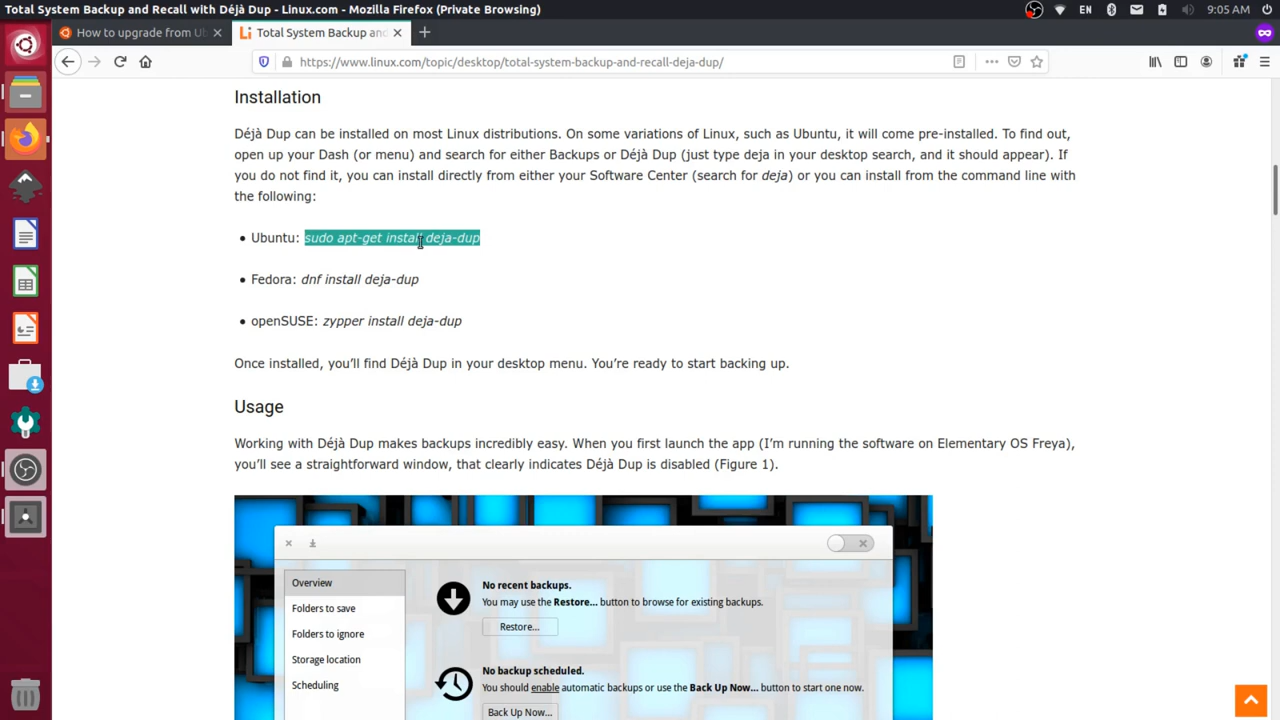 Total System Backup and Recall with Déjà Dup - Linux.com - Mozilla Firefox (Private Browsing)
EN
9:05 AM
How to upgrade from Ub
Total System Backup and
https://www.linux.com/topic/desktop/total-system-backup-and-recall-deja-dup/
Installation
Déjà Dup can be installed on most Linux distributions. On some variations of Linux, such as Ubuntu, it will come pre-installed. To find out,
open up your Dash (or menu) and search for either Backups or Déjà Dup (just type deja in your desktop search, and it should appear). If
you do not find it, you can install directly from either your Software Center (search for deja) or you can install from the command line with
the following:
• Ubuntu: sudo apt-get install deja-dup
• Fedora: dnf install deja-dup
• openSUSE: zypper install deja-dup
Once installed, you'll find Déjà Dup in your desktop menu. You're ready to start backing up.
Usage
Working with Déjà Dup makes backups incredibly easy. When you first launch the app (I'm running the software on Elementary OS Freya),
you'll see a straightforward window, that clearly indicates Déjà Dup is disabled (Figure 1).
Overview
Folders to save
Folders to ignore
Storage location
Scheduling
No recent backups.
You may use the Restore... button to browse for existing backups.
Restore...
No backup scheduled.
You should enable automatic backups or use the Back Up Now... button to start one now.
Back Up Now...